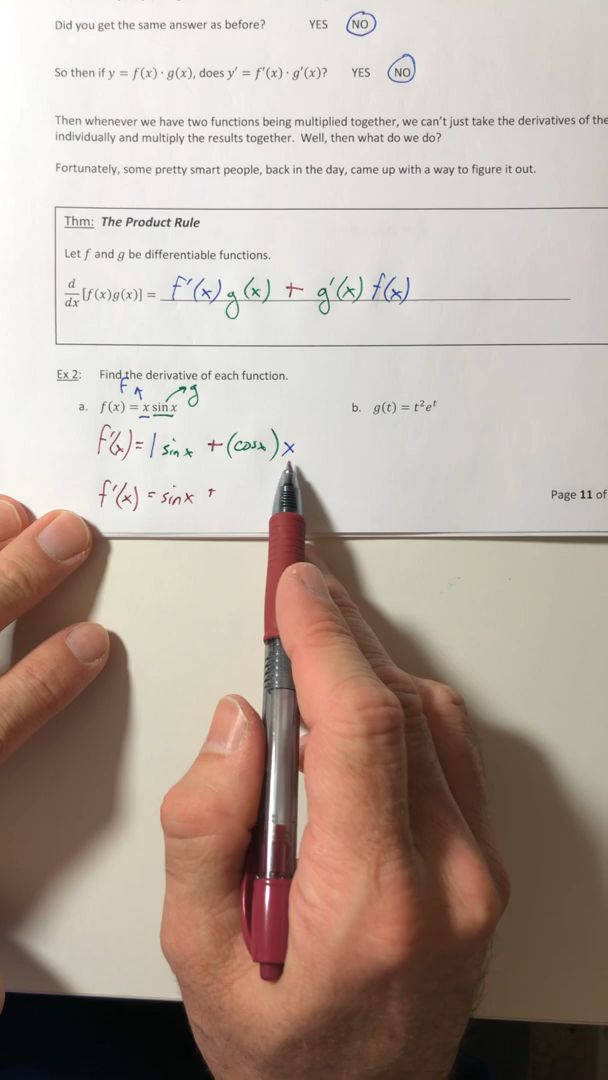 Did you get the same answer as before? YES NO
So then if y = f(x) · g(x), does y′ = f′(x) · g′(x)? YES NO
Then whenever we have two functions being multiplied together, we can't just take the derivatives of the
individually and multiply the results together. Well, then what do we do?
Fortunately, some pretty smart people, back in the day, came up with a way to figure it out.
Thm: The Product Rule
Let f and g be differentiable functions.
d/dx [f(x)g(x)] = f'(x) g(x) + g'(x) f(x)
Ex 2: Find the derivative of each function.
f g
a. f(x) = x sin x b. g(t) = t²eᵗ
f'(x) = 1 sin x + (cosx) x
f'(x) = sinx +
Page 11 of